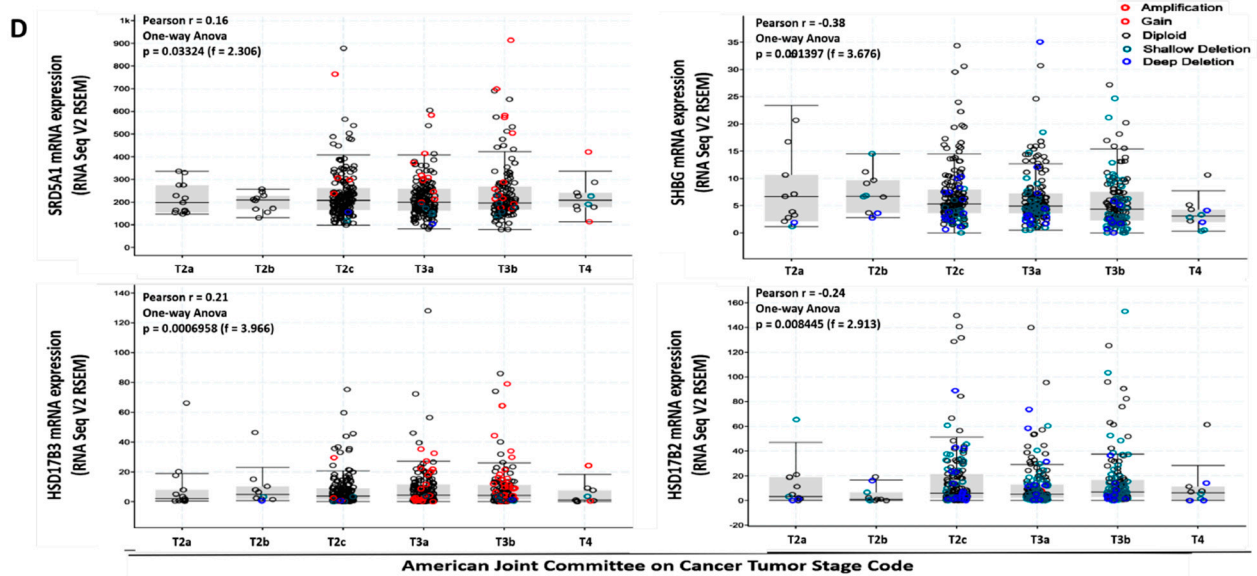 D
Pearson r = 0.16
One-way Anova
p = 0.03324 (f = 2.306)
SRD5A1 mRNA expression
(RNA Seq V2 RSEM)
1k
900
800
700
600
500
400
300
200
100
0
T2a T2b T2c T3a T3b T4
Pearson r = -0.38
One-way Anova
p = 0.001397 (f = 3.676)
Amplification
Gain
Diploid
Shallow Deletion
Deep Deletion
SHBG mRNA expression
(RNA Seq V2 RSEM)
35
30
25
20
15
10
5
0
T2a T2b T2c T3a T3b T4
Pearson r = 0.21
One-way Anova
p = 0.0006958 (f = 3.966)
HSD17B3 mRNA expression
(RNA Seq V2 RSEM)
140
120
100
80
60
40
20
0
T2a T2b T2c T3a T3b T4
Pearson r = -0.24
One-way Anova
p = 0.008445 (f = 2.913)
HSD17B2 mRNA expression
(RNA Seq V2 RSEM)
160
140
120
100
80
60
40
20
0
-20
T2a T2b T2c T3a T3b T4
American Joint Committee on Cancer Tumor Stage Code